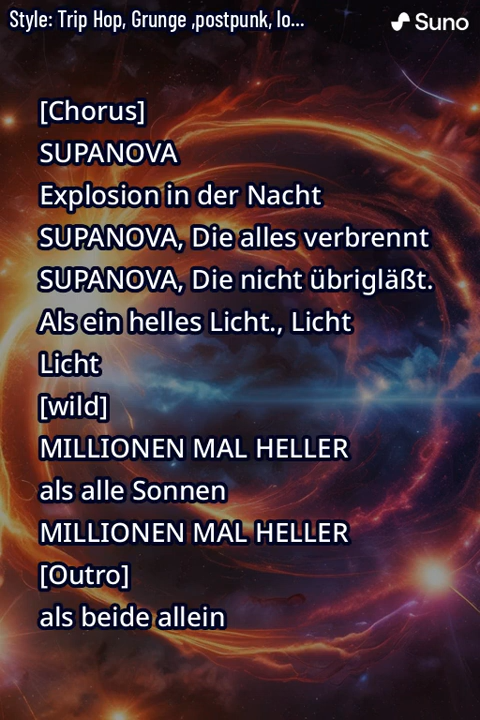 Style: Trip Hop, Grunge ,postpunk, lo...
Suno
[Chorus]
SUPANOVA
Explosion in der Nacht
SUPANOVA, Die alles verbrennt
SUPANOVA, Die nicht übrigläßt.
Als ein helles Licht., Licht
Licht
[wild]
MILLIONEN MAL HELLER
als alle Sonnen
MILLIONEN MAL HELLER
[Outro]
als beide allein